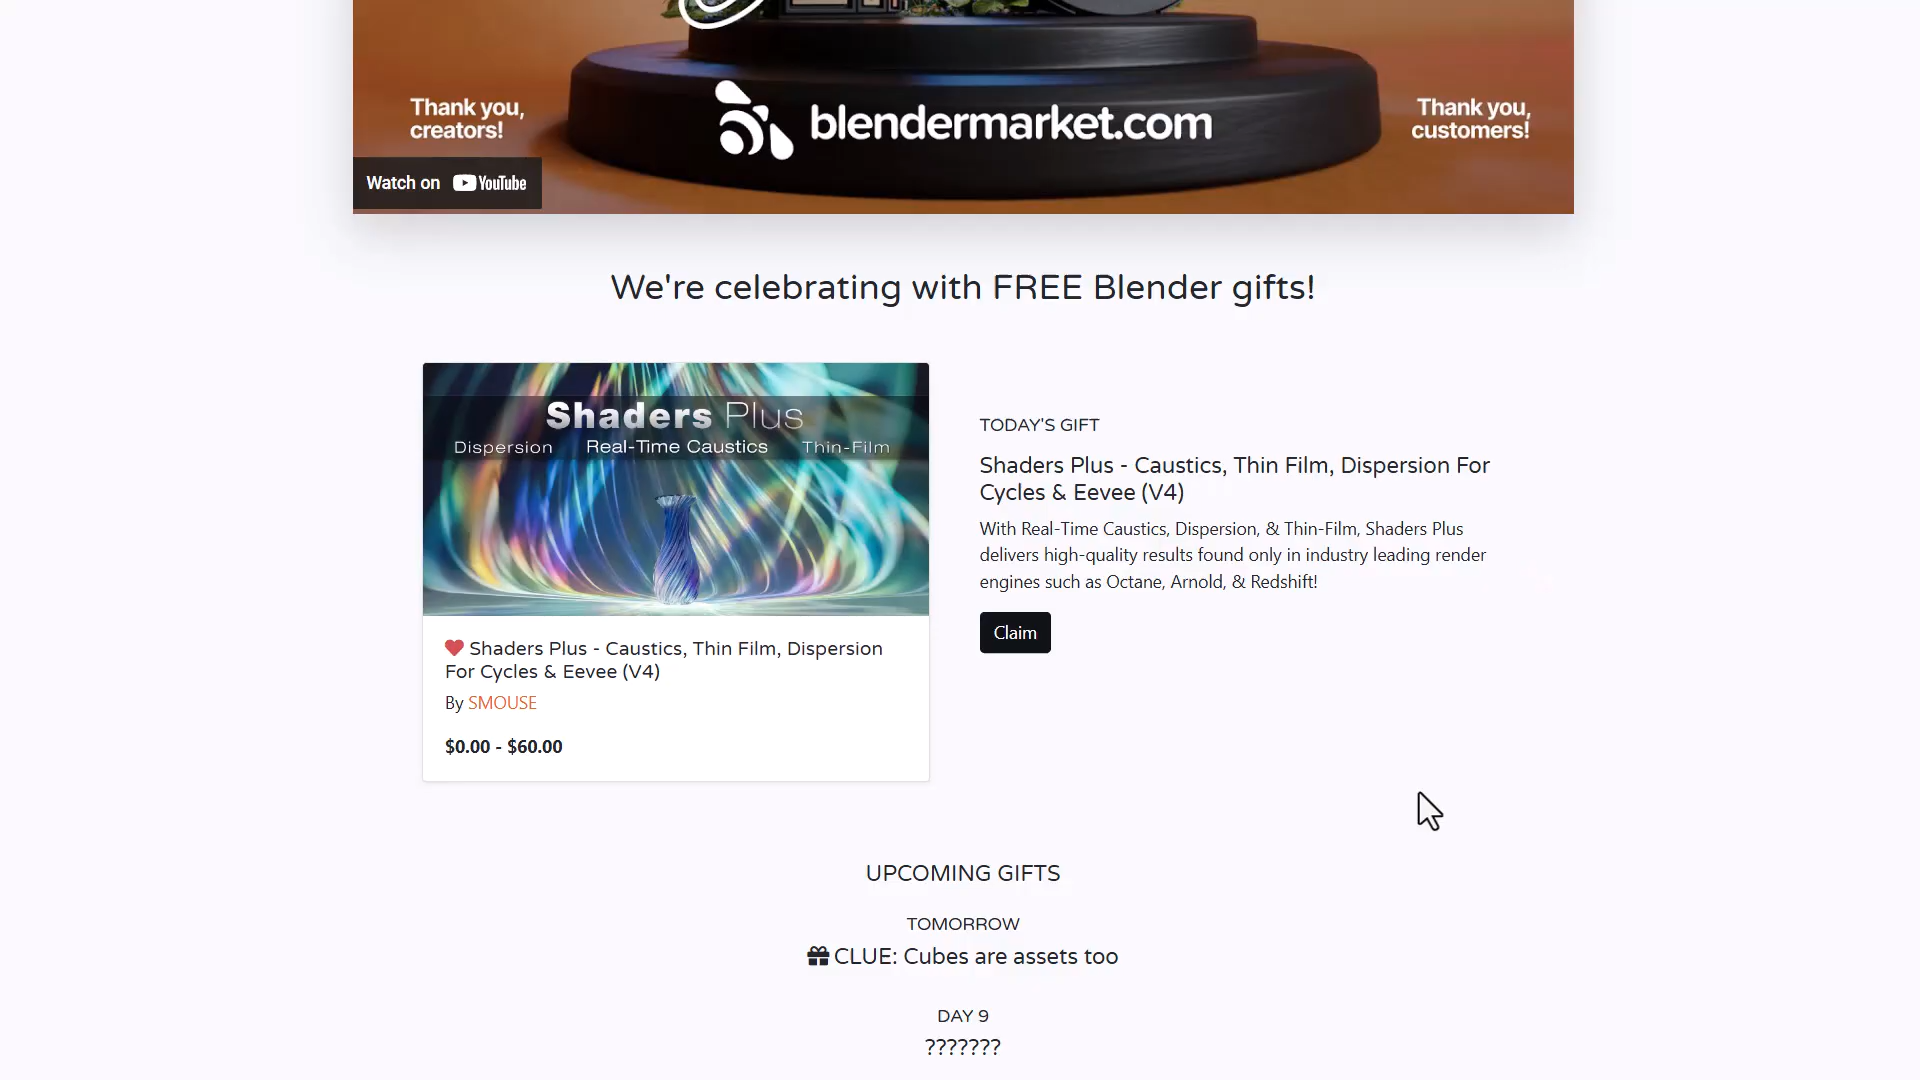 Thank you,
creators!
blendermarket.com
Thank you,
customers!
Watch on YouTube
We're celebrating with FREE Blender gifts!
Shaders Plus
Dispersion Real-Time Caustics Thin-Film
Shaders Plus - Caustics, Thin Film, Dispersion
For Cycles & Eevee (V4)
By SMOUSE
$0.00 - $60.00
TODAY'S GIFT
Shaders Plus - Caustics, Thin Film, Dispersion For
Cycles & Eevee (V4)
With Real-Time Caustics, Dispersion, & Thin-Film, Shaders Plus
delivers high-quality results found only in industry leading render
engines such as Octane, Arnold, & Redshift!
Claim
UPCOMING GIFTS
TOMORROW
CLUE: Cubes are assets too
DAY 9
???????